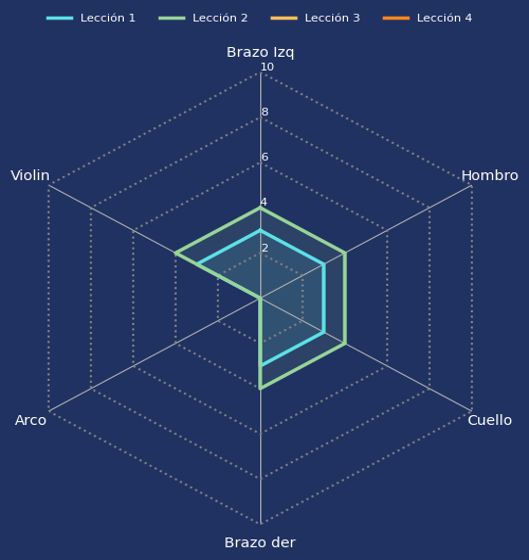 Lección 1 Lección 2 Lección 3 Lección 4
Brazo Izq
10
8
6
4
2
Violin
Hombro
Arco
Cuello
Brazo der